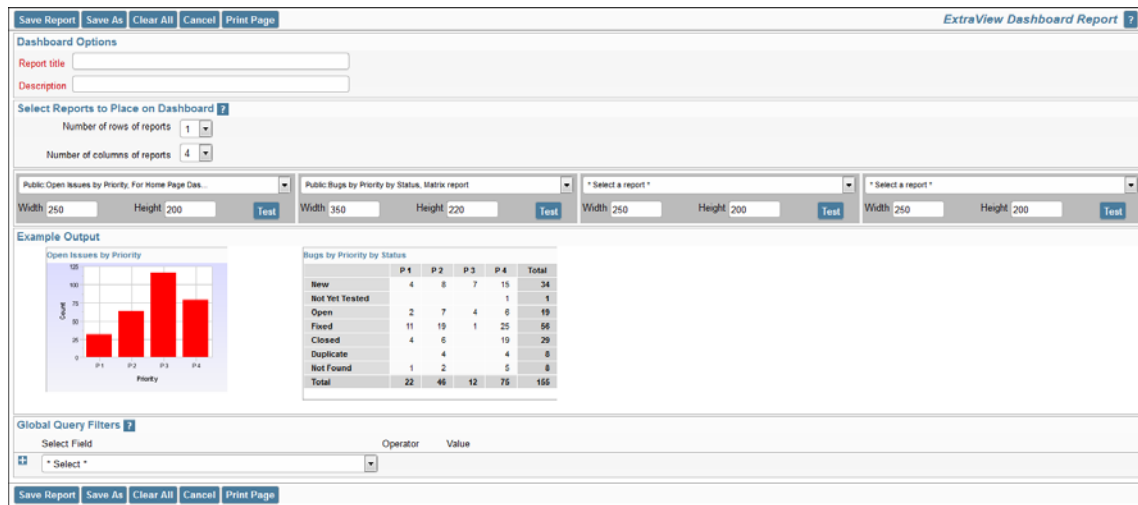 Save Report Save As Clear All Cancel Print Page ExtraView Dashboard Report ?
Dashboard Options
Report title
Description
Select Reports to Place on Dashboard ?
Number of rows of reports 1
Number of columns of reports 4
Public:Open Issues by Priority, For Home Page Das... Public:Bugs by Priority by Status, Matrix report * Select a report * * Select a report *
Width 250 Height 200 Test Width 350 Height 220 Test Width 250 Height 200 Test Width 250 Height 200 Test
Example Output
Open Issues by Priority
125
100
75
50
25
0
Count
P1 P2 P3 P4
Priority
Bugs by Priority by Status
P 1 P 2 P 3 P 4 Total
New 4 8 7 15 34
Not Yet Tested 1 1
Open 2 7 4 6 19
Fixed 11 19 1 25 56
Closed 4 6 19 29
Duplicate 4 4 8
Not Found 1 2 5 8
Total 22 46 12 75 155
Global Query Filters ?
Select Field Operator Value
* Select *
Save Report Save As Clear All Cancel Print Page